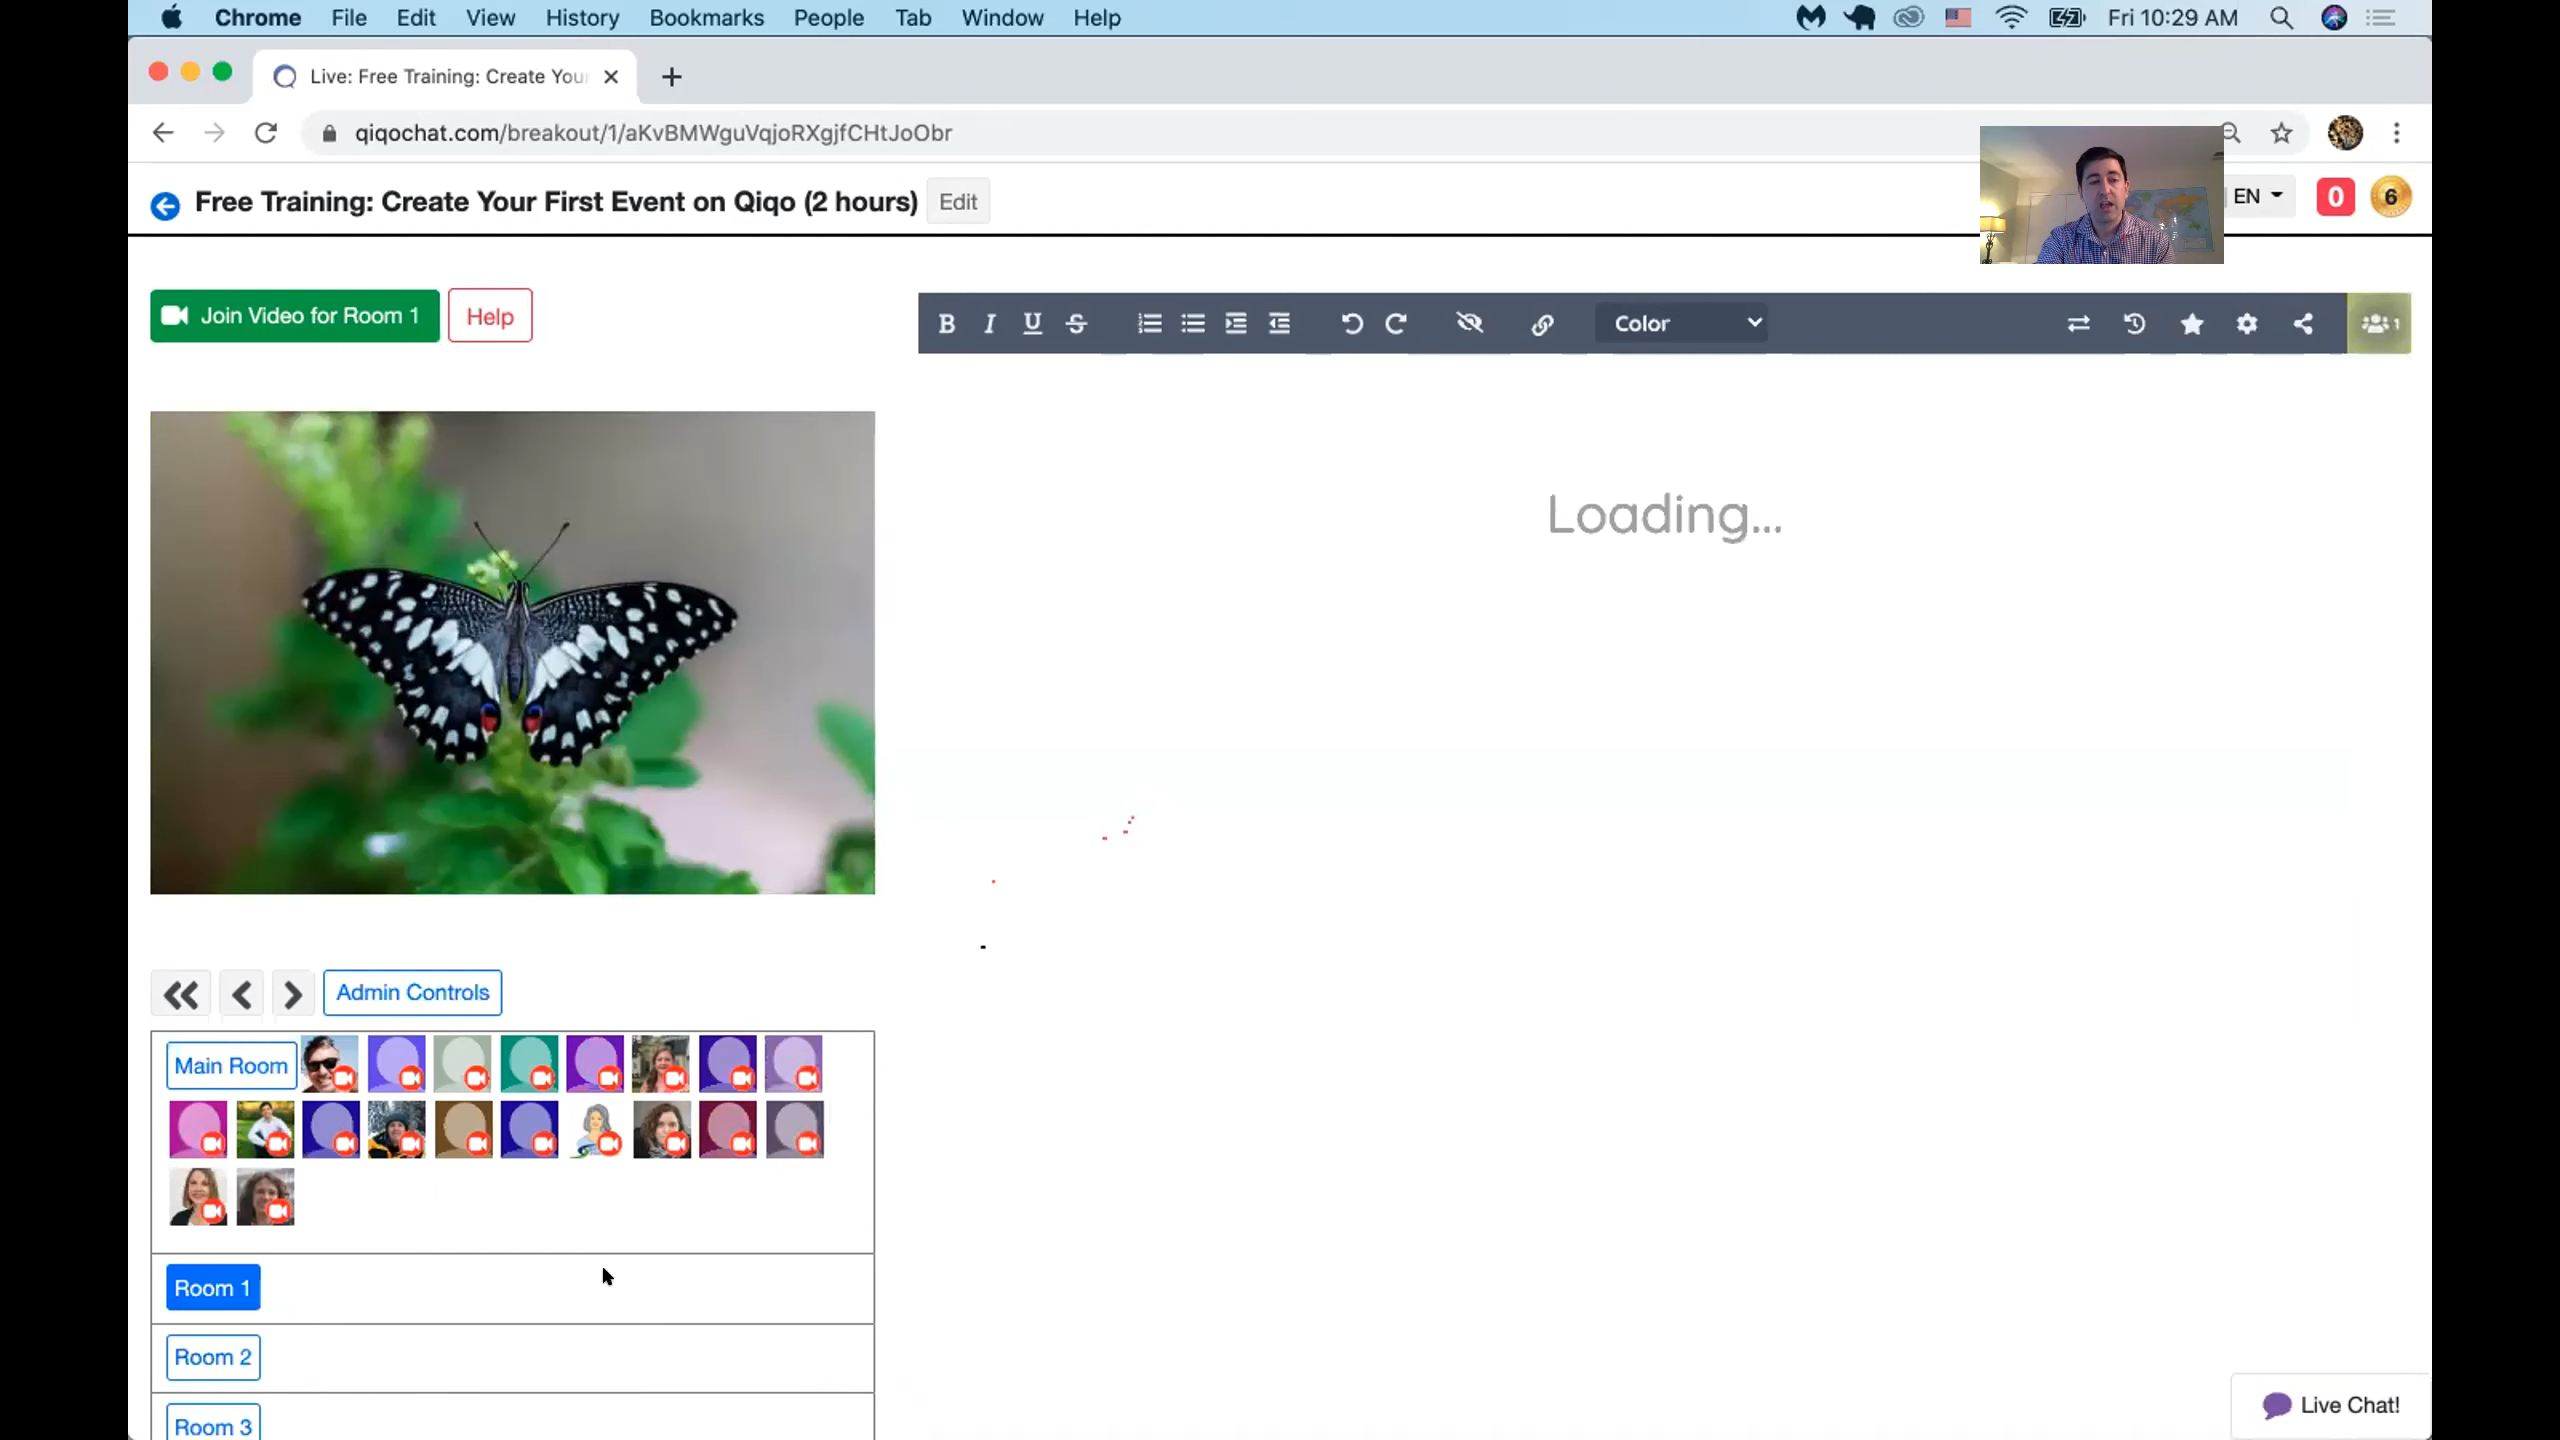 Chrome File Edit View History Bookmarks People Tab Window Help Fri 10:29 AM
Live: Free Training: Create Your
qiqochat.com/breakout/1/aKvBMWguVqjoRXgjfCHtJoObr
Free Training: Create Your First Event on Qiqo (2 hours) Edit EN 0 6
Join Video for Room 1 Help
B I U S Color 1
Loading...
Admin Controls
Main Room
Room 1
Room 2
Room 3
Live Chat!